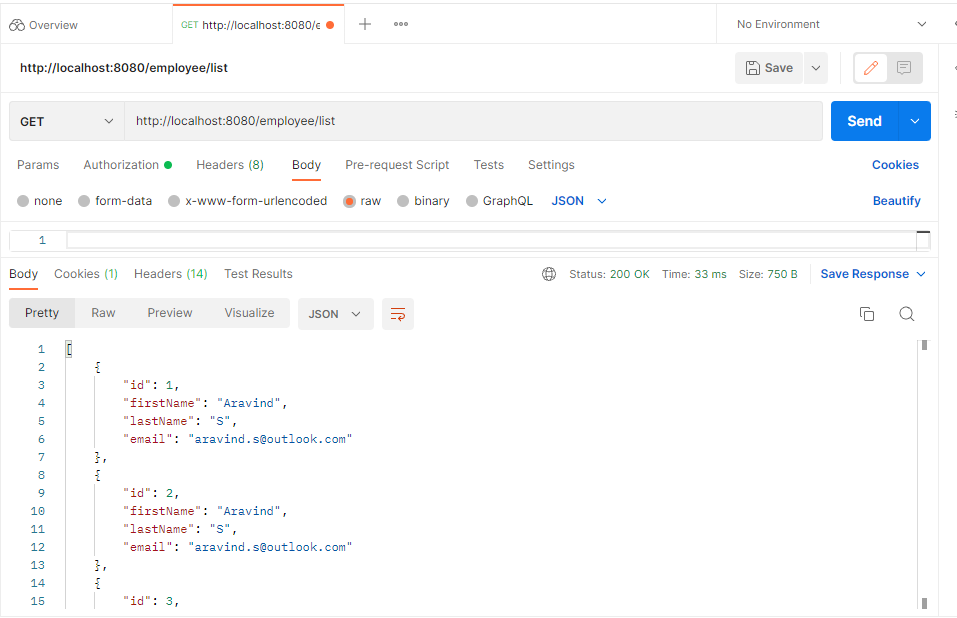 Overview GET http://localhost:8080/e No Environment
http://localhost:8080/employee/list Save
GET http://localhost:8080/employee/list Send
Params Authorization Headers (8) Body Pre-request Script Tests Settings Cookies
none form-data x-www-form-urlencoded raw binary GraphQL JSON Beautify
1
Body Cookies (1) Headers (14) Test Results Status: 200 OK Time: 33 ms Size: 750 B Save Response
Pretty Raw Preview Visualize JSON
1 [
2 {
3 "id": 1,
4 "firstName": "Aravind",
5 "lastName": "S",
6 "email": "aravind.s@outlook.com"
7 },
8 {
9 "id": 2,
10 "firstName": "Aravind",
11 "lastName": "S",
12 "email": "aravind.s@outlook.com"
13 },
14 {
15 "id": 3,